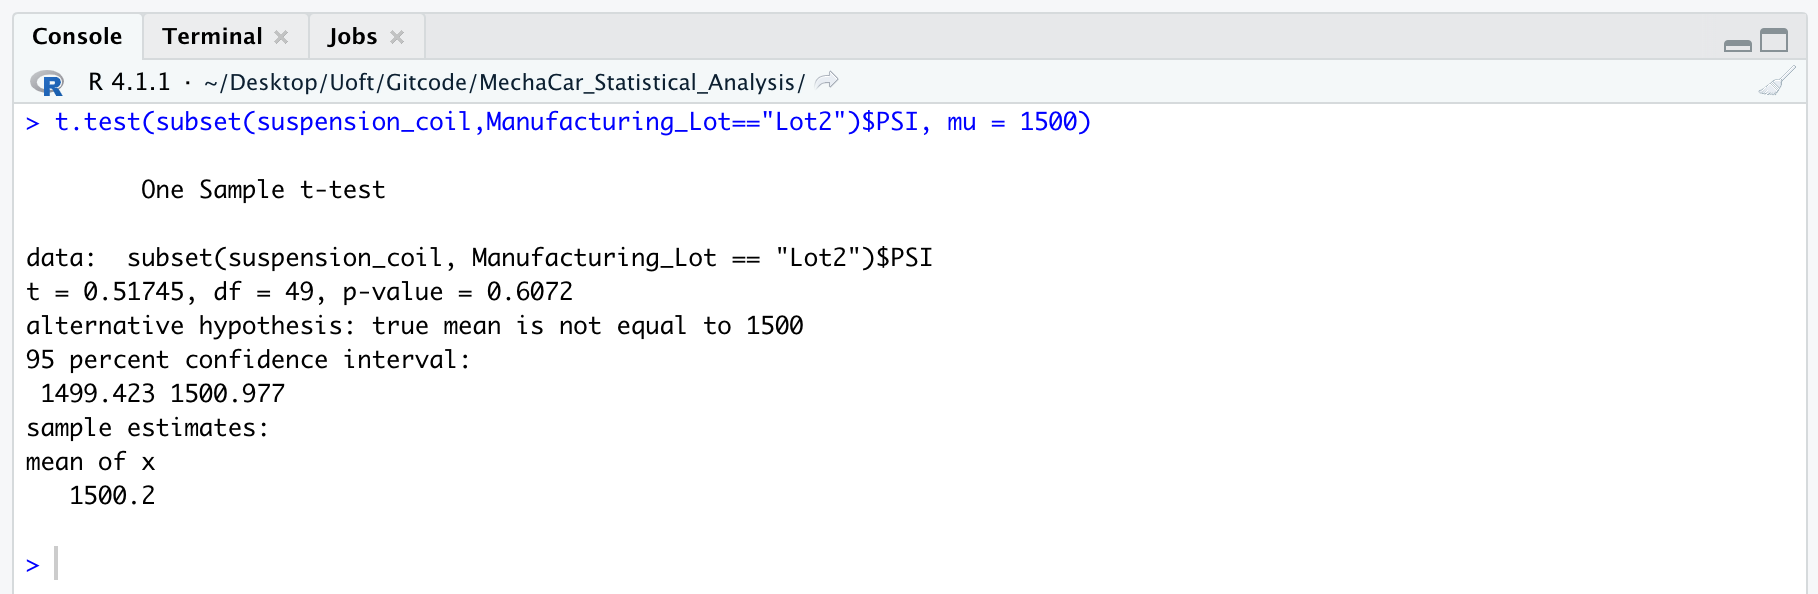 Console Terminal Jobs
R R 4.1.1 · ~/Desktop/Uoft/Gitcode/MechaCar_Statistical_Analysis/
> t.test(subset(suspension_coil,Manufacturing_Lot=="Lot2")$PSI, mu = 1500)
One Sample t-test
data:  subset(suspension_coil, Manufacturing_Lot == "Lot2")$PSI
t = 0.51745, df = 49, p-value = 0.6072
alternative hypothesis: true mean is not equal to 1500
95 percent confidence interval:
 1499.423 1500.977
sample estimates:
mean of x
   1500.2
>